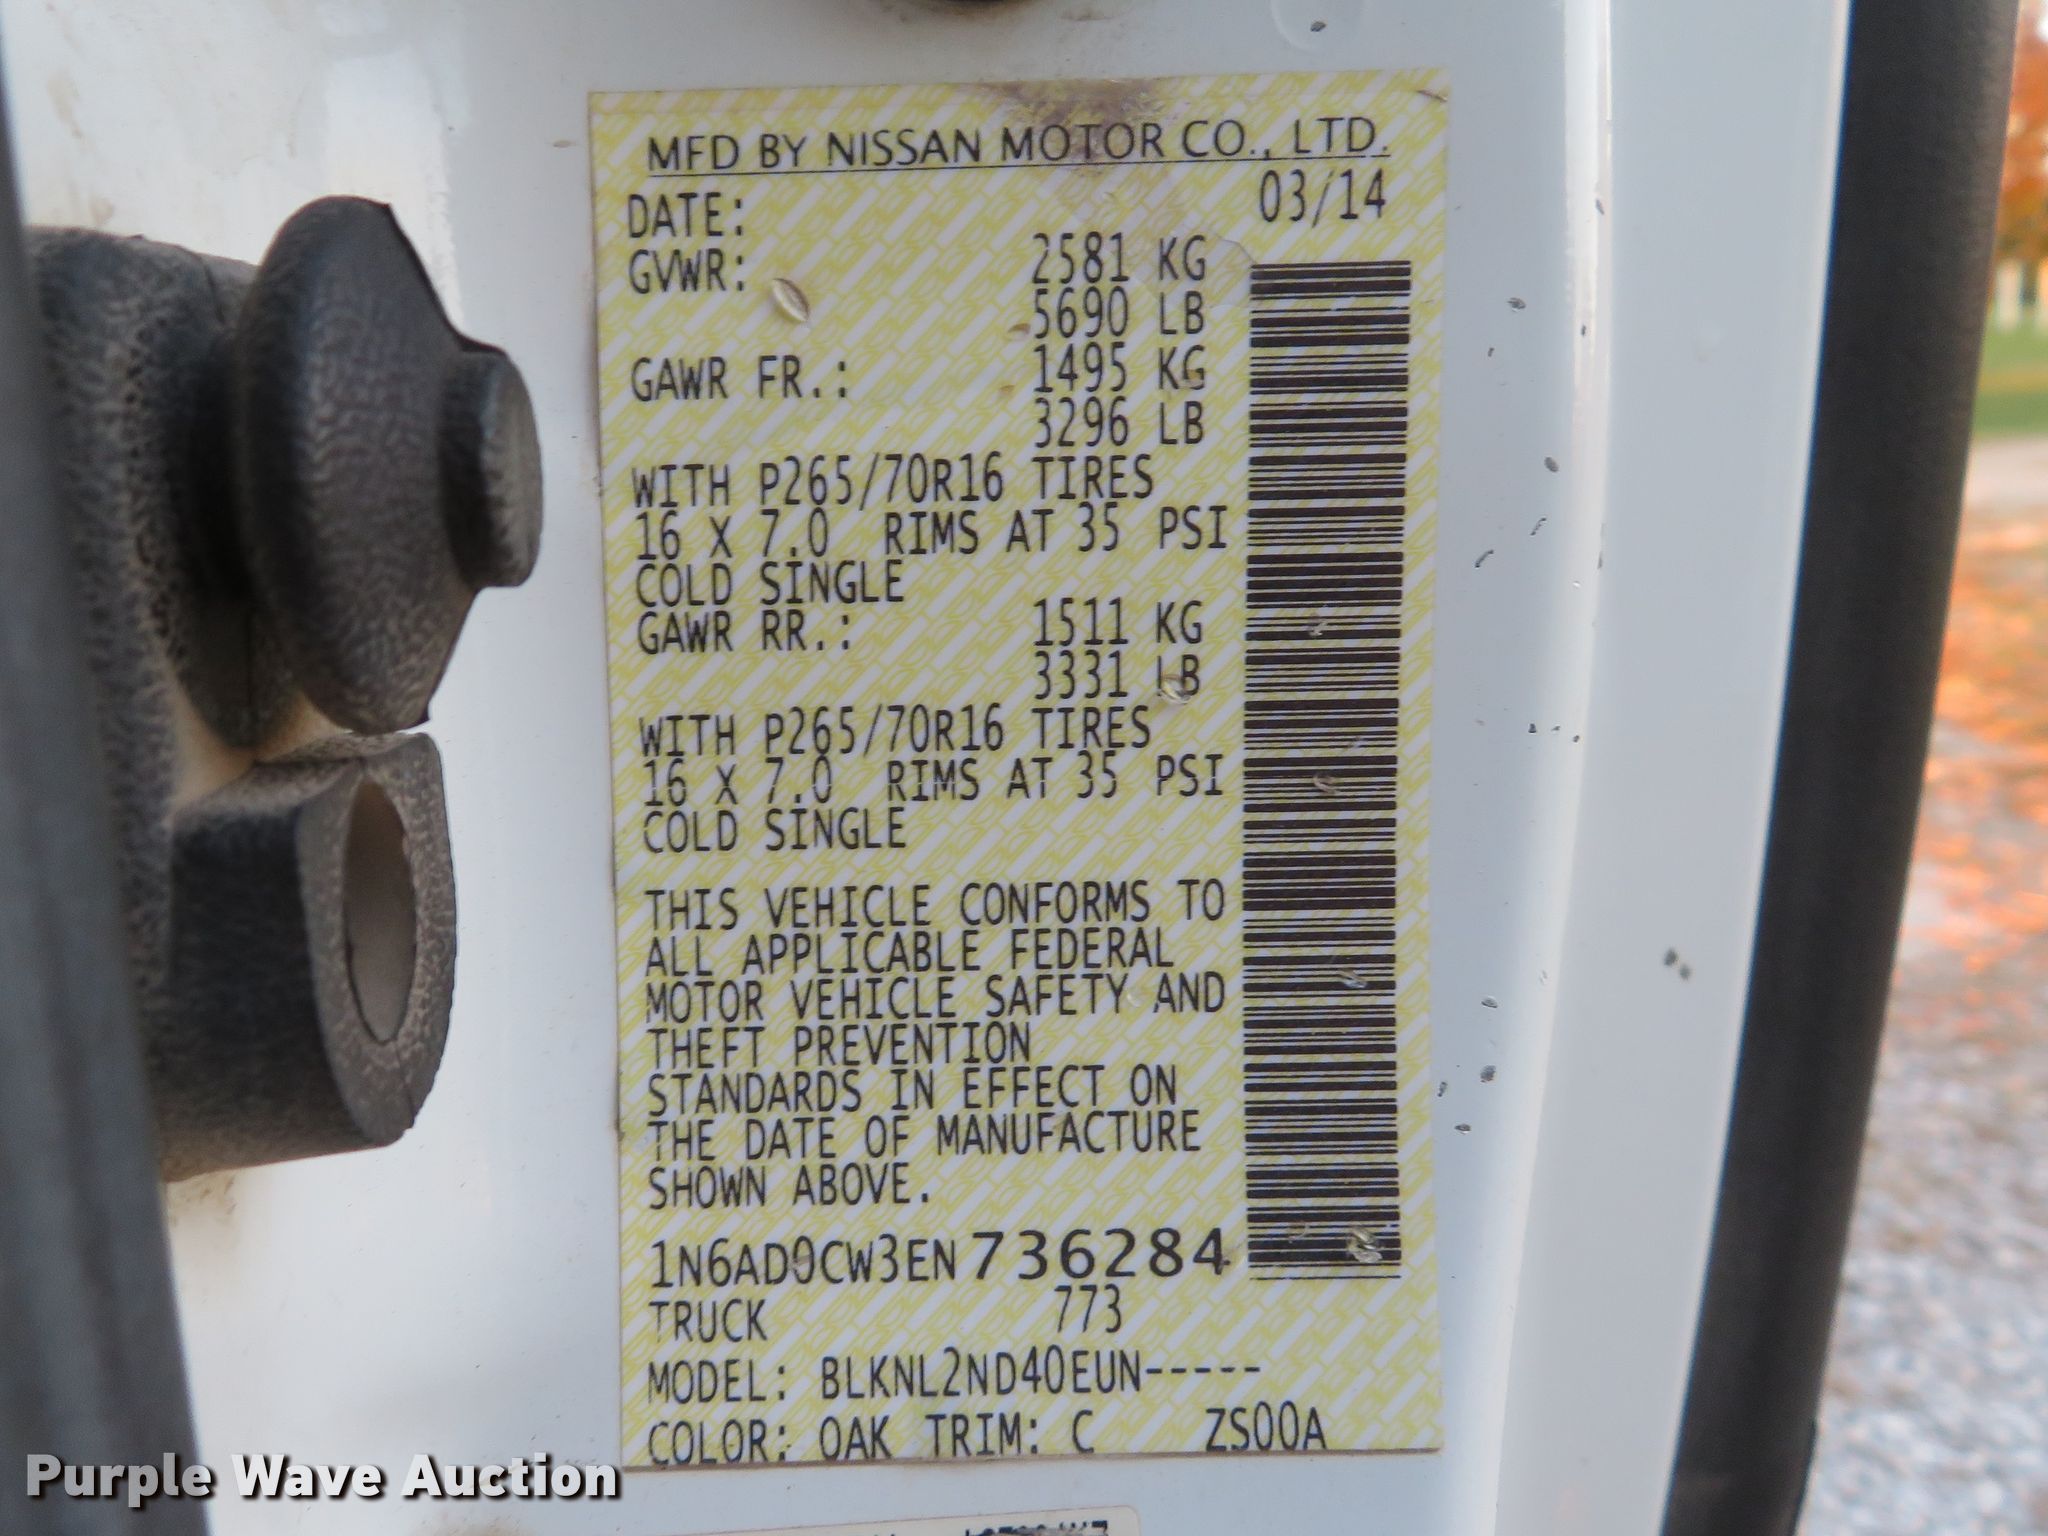 MFD BY NISSAN MOTOR CO., LTD.
DATE: 03/14
GVWR: 2581 KG
5690 LB
GAWR FR.: 1495 KG
3296 LB
WITH P265/70R16 TIRES
16 X 7.0 RIMS AT 35 PSI
COLD SINGLE
GAWR RR.: 1511 KG
3331 LB
WITH P265/70R16 TIRES
16 X 7.0 RIMS AT 35 PSI
COLD SINGLE
THIS VEHICLE CONFORMS TO
ALL APPLICABLE FEDERAL
MOTOR VEHICLE SAFETY AND
THEFT PREVENTION
STANDARDS IN EFFECT ON
THE DATE OF MANUFACTURE
SHOWN ABOVE.
1N6AD0CW3EN736284
TRUCK 773
MODEL: BLKNL2ND40EUN-----
COLOR: QAK TRIM: C ZS00A
Purple Wave Auction